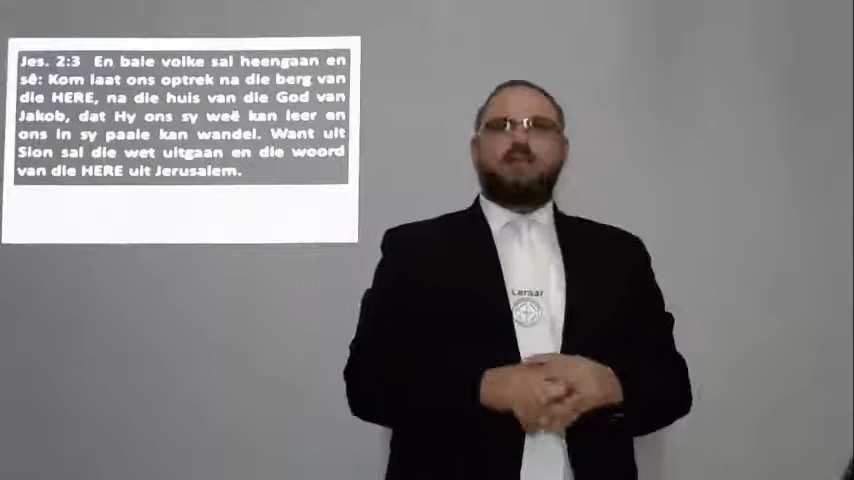 Jes. 2:3 En baie volke sal heengaan en
sê: Kom laat ons optrek na die berg van
die HERE, na die huis van die God van
Jakob, dat Hy ons sy weë kan leer en
ons in sy paaie kan wandel. Want uit
Sion sal die wet uitgaan en die woord
van die HERE uit Jerusalem.
Leraar